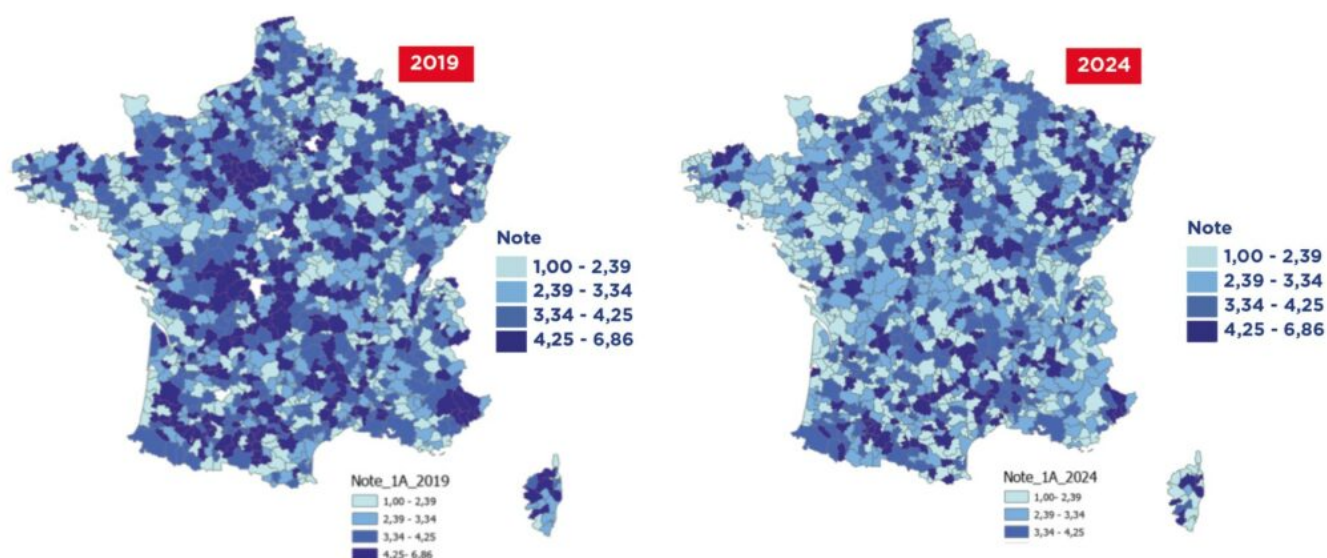 2019
Note
1,00 - 2,39
2,39 - 3,34
3,34 - 4,25
4,25 - 6,86
Note_1A_2019
1,00 - 2,39
2,39 - 3,34
3,34 - 4,25
4,25- 6,86
2024
Note
1,00 - 2,39
2,39 - 3,34
3,34 - 4,25
4,25 - 6,86
Note_1A_2024
1,00- 2,39
2,39 - 3,34
3,34 - 4,25